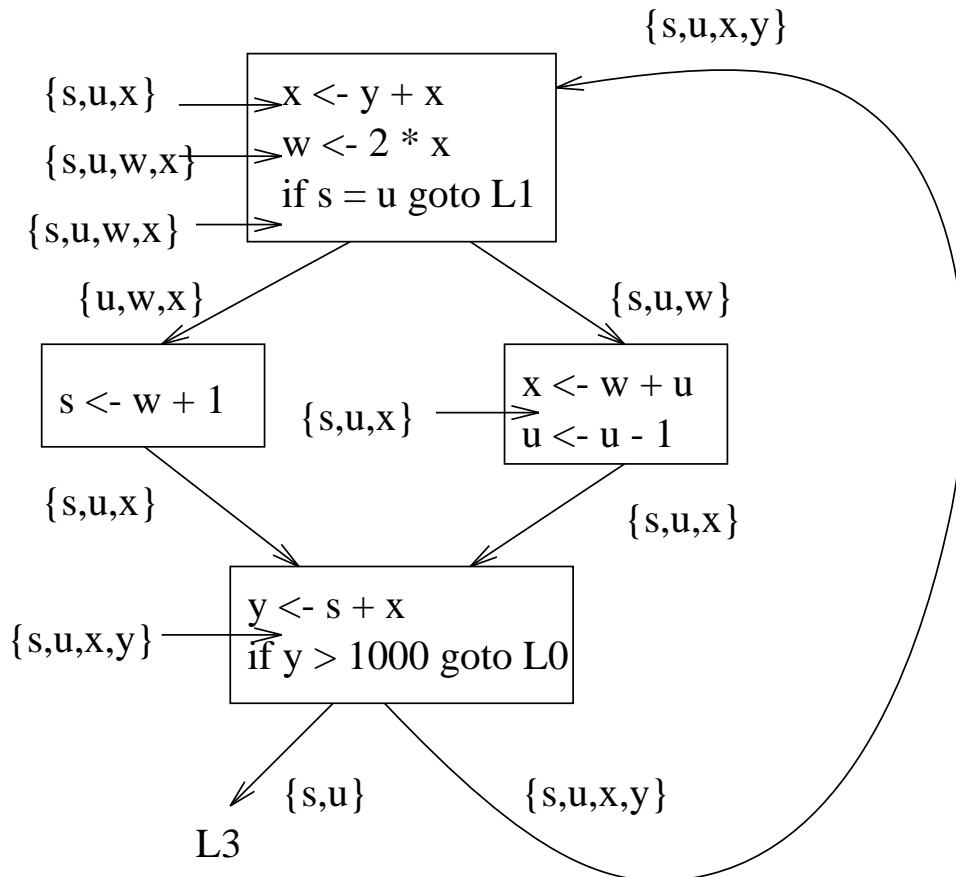 {s,u,x,y}
{s,u,x}
x <- y + x
{s,u,w,x}
w <- 2 * x
if s = u goto L1
{s,u,w,x}
{u,w,x}
{s,u,w}
s <- w + 1
x <- w + u
{s,u,x}
u <- u - 1
{s,u,x}
{s,u,x}
y <- s + x
{s,u,x,y}
if y > 1000 goto L0
{s,u}
{s,u,x,y}
L3